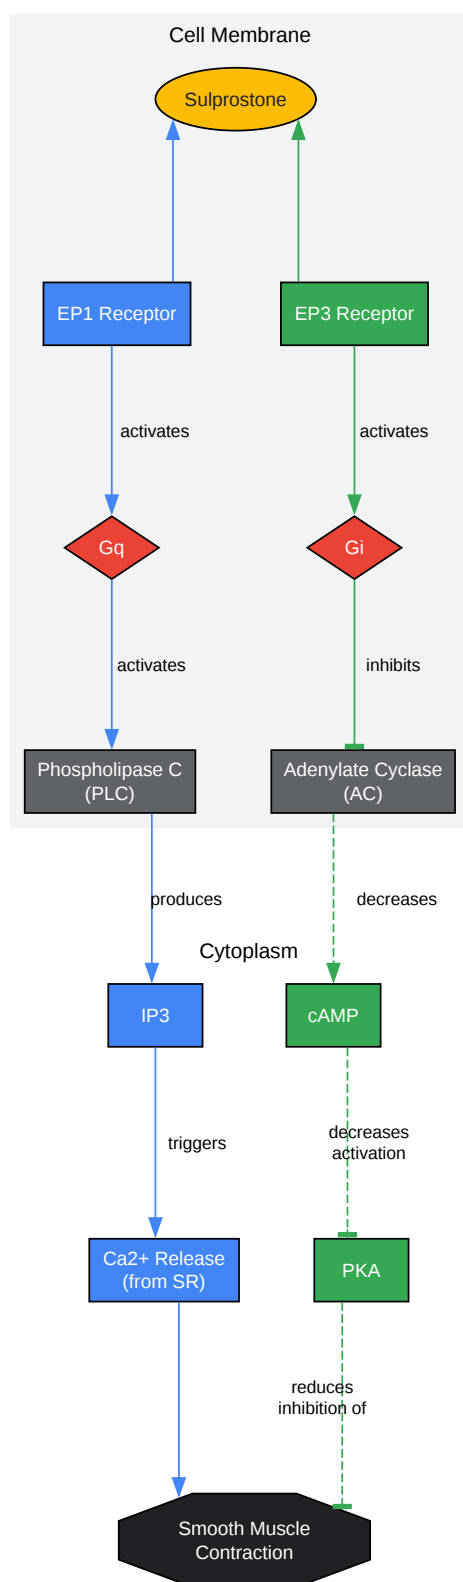 Cell Membrane
Sulprostone
EP1 Receptor
EP3 Receptor
activates
activates
Gq
Gi
activates
inhibits
Phospholipase C
(PLC)
Adenylate Cyclase
(AC)
produces
decreases
Cytoplasm
IP3
cAMP
triggers
decreases
activation
Ca2+ Release
(from SR)
PKA
reduces
inhibition of
Smooth Muscle
Contraction